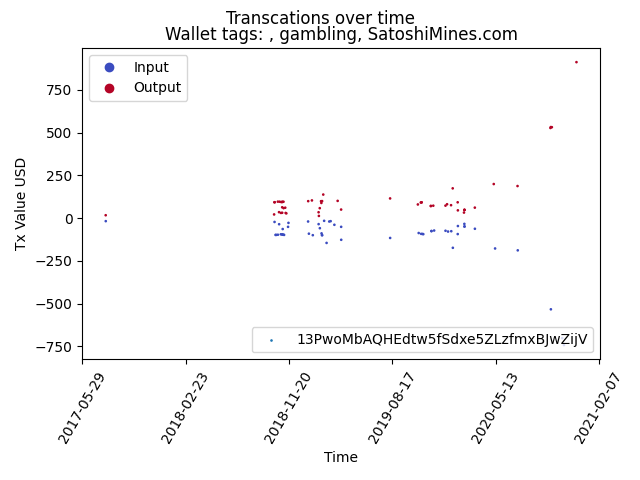 Transcations over time
Wallet tags: , gambling, SatoshiMines.com
Input
Output
Tx Value USD
750
500
250
0
−250
−500
−750
13PwoMbAQHEdtw5fSdxe5ZLzfmxBJwZijV
2017-05-29
2018-02-23
2018-11-20
2019-08-17
2020-05-13
2021-02-07
Time